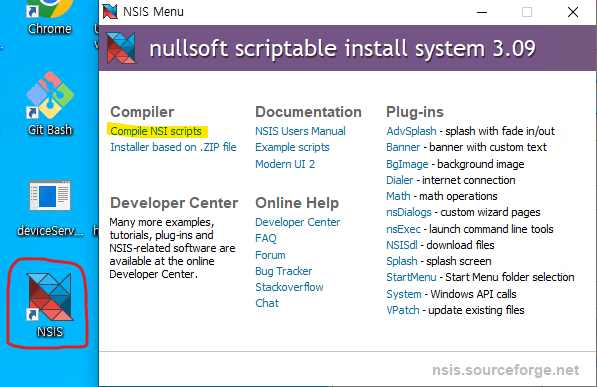 Chrome
Git Bash
deviceServ...
NSIS
NSIS Menu
nullsoft scriptable install system 3.09
Compiler
Compile NSI scripts
Installer based on .ZIP file
Developer Center
Many more examples,
tutorials, plug-ins and
NSIS-related software are
available at the online
Developer Center.
Documentation
NSIS Users Manual
Example scripts
Modern UI 2
Online Help
Developer Center
FAQ
Forum
Bug Tracker
Stackoverflow
Chat
Plug-ins
AdvSplash - splash with fade in/out
Banner - banner with custom text
BgImage - background image
Dialer - internet connection
Math - math operations
nsDialogs - custom wizard pages
nsExec - launch command line tools
NSISdl - download files
Splash - splash screen
StartMenu - Start Menu folder selection
System - Windows API calls
VPatch - update existing files
nsis.sourceforge.net